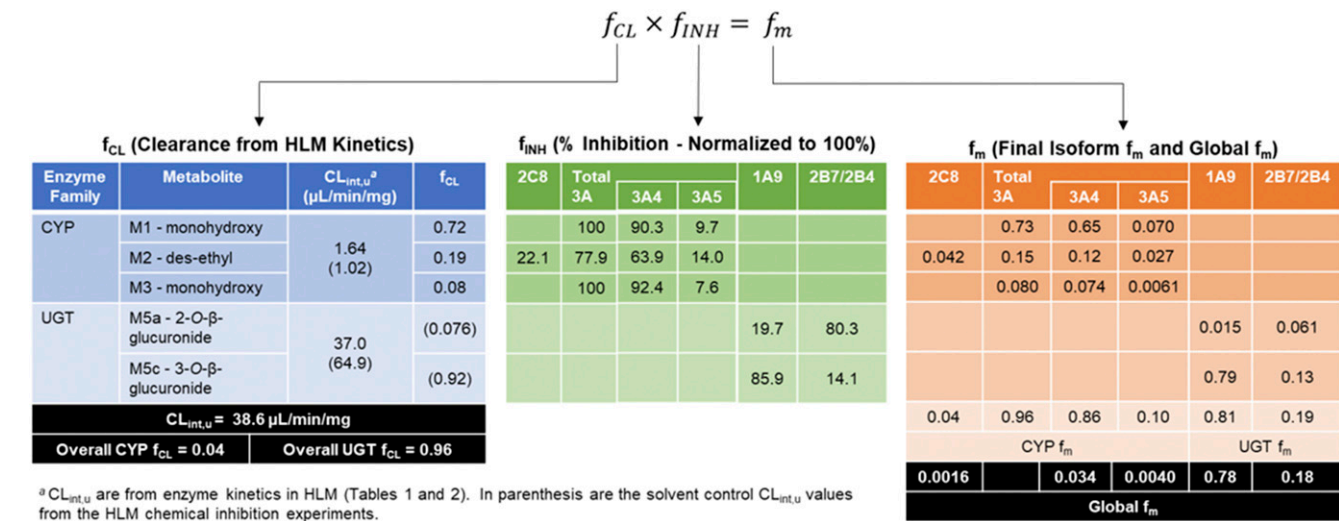 f_CL × f_INH = f_m
f_CL (Clearance from HLM Kinetics)
Enzyme Family | Metabolite | CL_int,u^a (µL/min/mg) | f_CL
CYP | M1 - monohydroxy | 1.64 (1.02) | 0.72
M2 - des-ethyl | 0.19
M3 - monohydroxy | 0.08
UGT | M5a - 2-O-β-glucuronide | 37.0 (64.9) | (0.076)
M5c - 3-O-β-glucuronide | (0.92)
CL_int,u = 38.6 µL/min/mg
Overall CYP f_CL = 0.04 | Overall UGT f_CL = 0.96
f_INH (% Inhibition - Normalized to 100%)
2C8 | Total 3A | 3A4 | 3A5 | 1A9 | 2B7/2B4
100 | 90.3 | 9.7
22.1 | 77.9 | 63.9 | 14.0
100 | 92.4 | 7.6
19.7 | 80.3
85.9 | 14.1
f_m (Final Isoform f_m and Global f_m)
2C8 | Total 3A | 3A4 | 3A5 | 1A9 | 2B7/2B4
0.73 | 0.65 | 0.070
0.042 | 0.15 | 0.12 | 0.027
0.080 | 0.074 | 0.0061
0.015 | 0.061
0.79 | 0.13
0.04 | 0.96 | 0.86 | 0.10 | 0.81 | 0.19
CYP f_m | UGT f_m
0.0016 | 0.034 | 0.0040 | 0.78 | 0.18
Global f_m
^a CL_int,u are from enzyme kinetics in HLM (Tables 1 and 2). In parenthesis are the solvent control CL_int,u values
from the HLM chemical inhibition experiments.